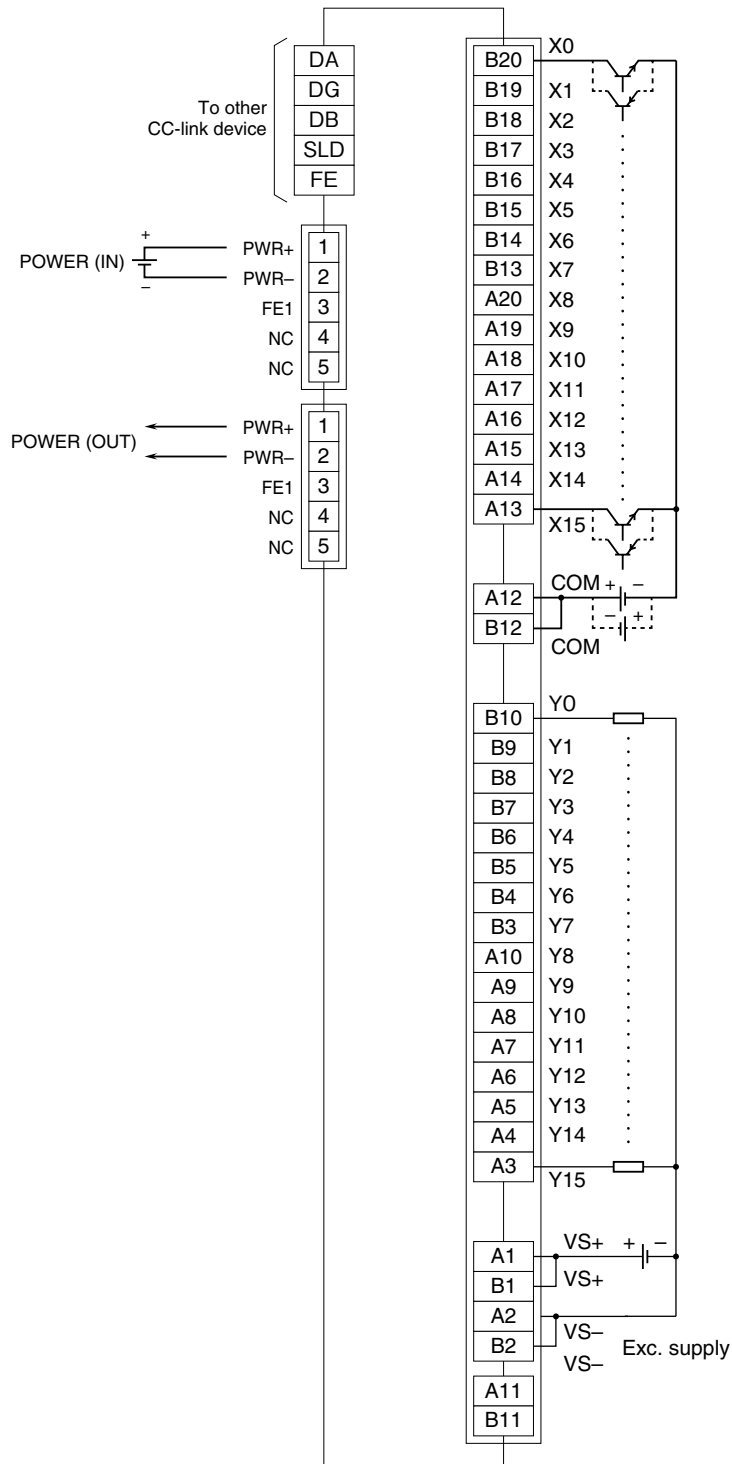 To other
CC-link device
DA
DG
DB
SLD
FE
POWER (IN)
+
–
PWR+ 1
PWR– 2
FE1 3
NC 4
NC 5
POWER (OUT)
PWR+ 1
PWR– 2
FE1 3
NC 4
NC 5
B20 X0
B19 X1
B18 X2
B17 X3
B16 X4
B15 X5
B14 X6
B13 X7
A20 X8
A19 X9
A18 X10
A17 X11
A16 X12
A15 X13
A14 X14
A13 X15
A12 COM + –
– +
B12 COM
B10 Y0
B9 Y1
B8 Y2
B7 Y3
B6 Y4
B5 Y5
B4 Y6
B3 Y7
A10 Y8
A9 Y9
A8 Y10
A7 Y11
A6 Y12
A5 Y13
A4 Y14
A3 Y15
A1 VS+ + –
B1 VS+
A2 VS–
B2 VS–
Exc. supply
A11
B11